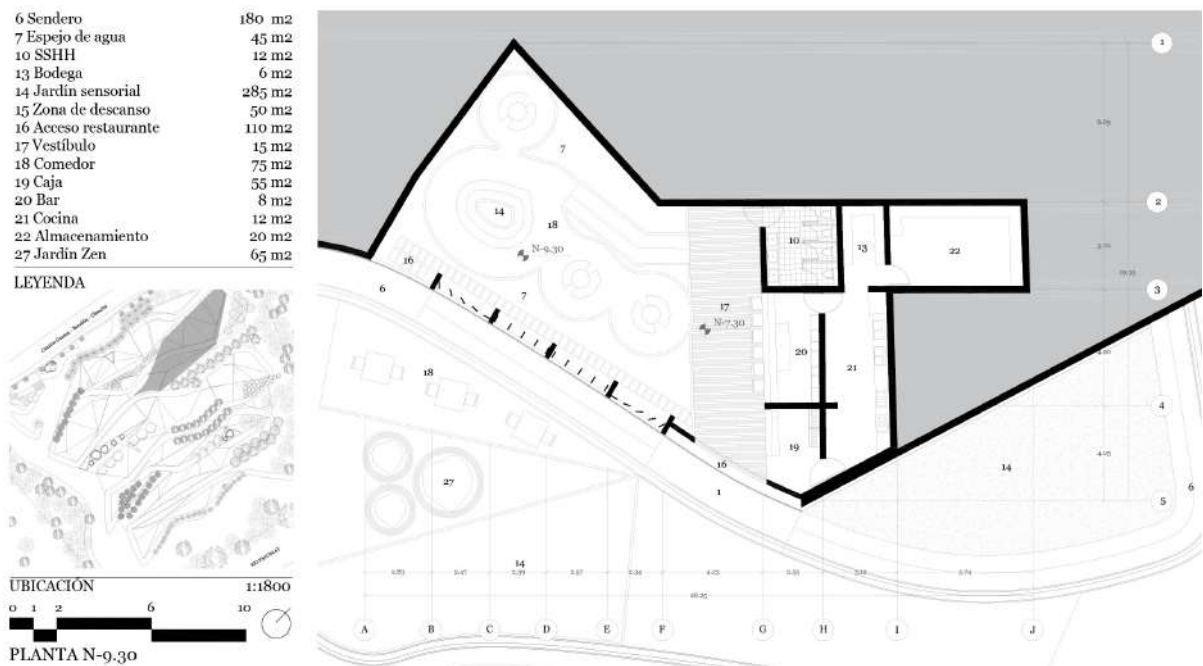 6 Sendero 180 m2
7 Espejo de agua 45 m2
10 SSHH 12 m2
13 Bodega 6 m2
14 Jardín sensorial 285 m2
15 Zona de descanso 50 m2
16 Acceso restaurante 110 m2
17 Vestíbulo 15 m2
18 Comedor 75 m2
19 Caja 55 m2
20 Bar 8 m2
21 Cocina 12 m2
22 Almacenamiento 20 m2
27 Jardín Zen 65 m2
LEYENDA
UBICACIÓN 1:1800
0 1 2 6 10
PLANTA N-9.30
1
7
2
14
18
10
13
22
N-9.30
16
6
7
17
3
N-7.30
20
21
18
4
19
16
14
27
1
6
5
14
A B C D E F G H I J